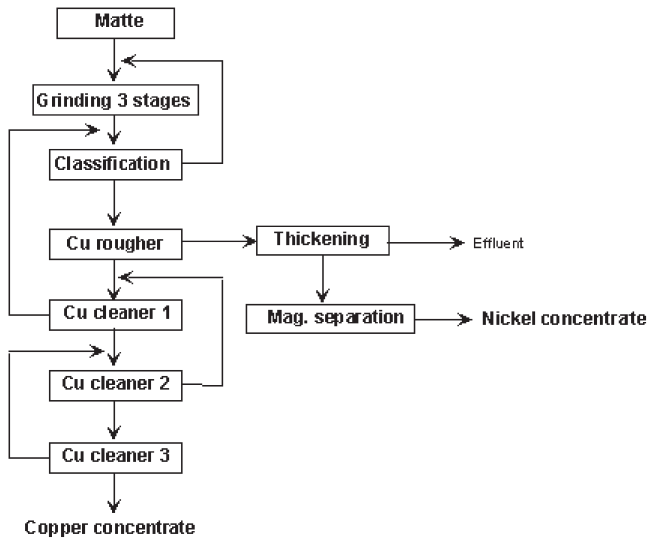 Matte
Grinding 3 stages
Classification
Cu rougher
Thickening
Effluent
Cu cleaner 1
Mag. separation
Nickel concentrate
Cu cleaner 2
Cu cleaner 3
Copper concentrate